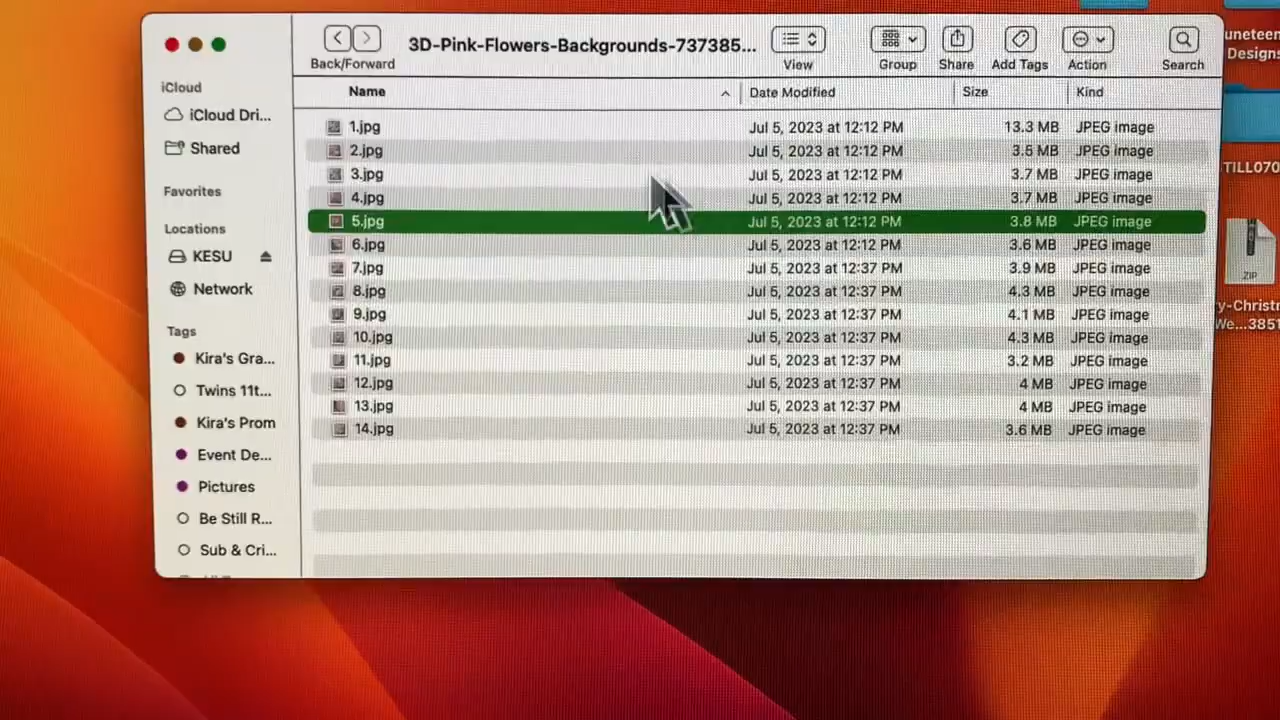 3D-Pink-Flowers-Backgrounds-737385...
Back/Forward
View
Group
Share
Add Tags
Action
Search
iCloud
iCloud Dri...
Shared
Favorites
Locations
KESU
Network
Tags
Kira's Gra...
Twins 11t...
Kira's Prom
Event De...
Pictures
Be Still R...
Sub & Cri...
Name Date Modified Size Kind
1.jpg Jul 5, 2023 at 12:12 PM 13.3 MB JPEG image
2.jpg Jul 5, 2023 at 12:12 PM 3.5 MB JPEG image
3.jpg Jul 5, 2023 at 12:12 PM 3.7 MB JPEG image
4.jpg Jul 5, 2023 at 12:12 PM 3.7 MB JPEG image
5.jpg Jul 5, 2023 at 12:12 PM 3.8 MB JPEG image
6.jpg Jul 5, 2023 at 12:12 PM 3.6 MB JPEG image
7.jpg Jul 5, 2023 at 12:37 PM 3.9 MB JPEG image
8.jpg Jul 5, 2023 at 12:37 PM 4.3 MB JPEG image
9.jpg Jul 5, 2023 at 12:37 PM 4.1 MB JPEG image
10.jpg Jul 5, 2023 at 12:37 PM 4.3 MB JPEG image
11.jpg Jul 5, 2023 at 12:37 PM 3.2 MB JPEG image
12.jpg Jul 5, 2023 at 12:37 PM 4 MB JPEG image
13.jpg Jul 5, 2023 at 12:37 PM 4 MB JPEG image
14.jpg Jul 5, 2023 at 12:37 PM 3.6 MB JPEG image
uneteen
Designs
TILL070
ZIP
y-Christ
We...3851